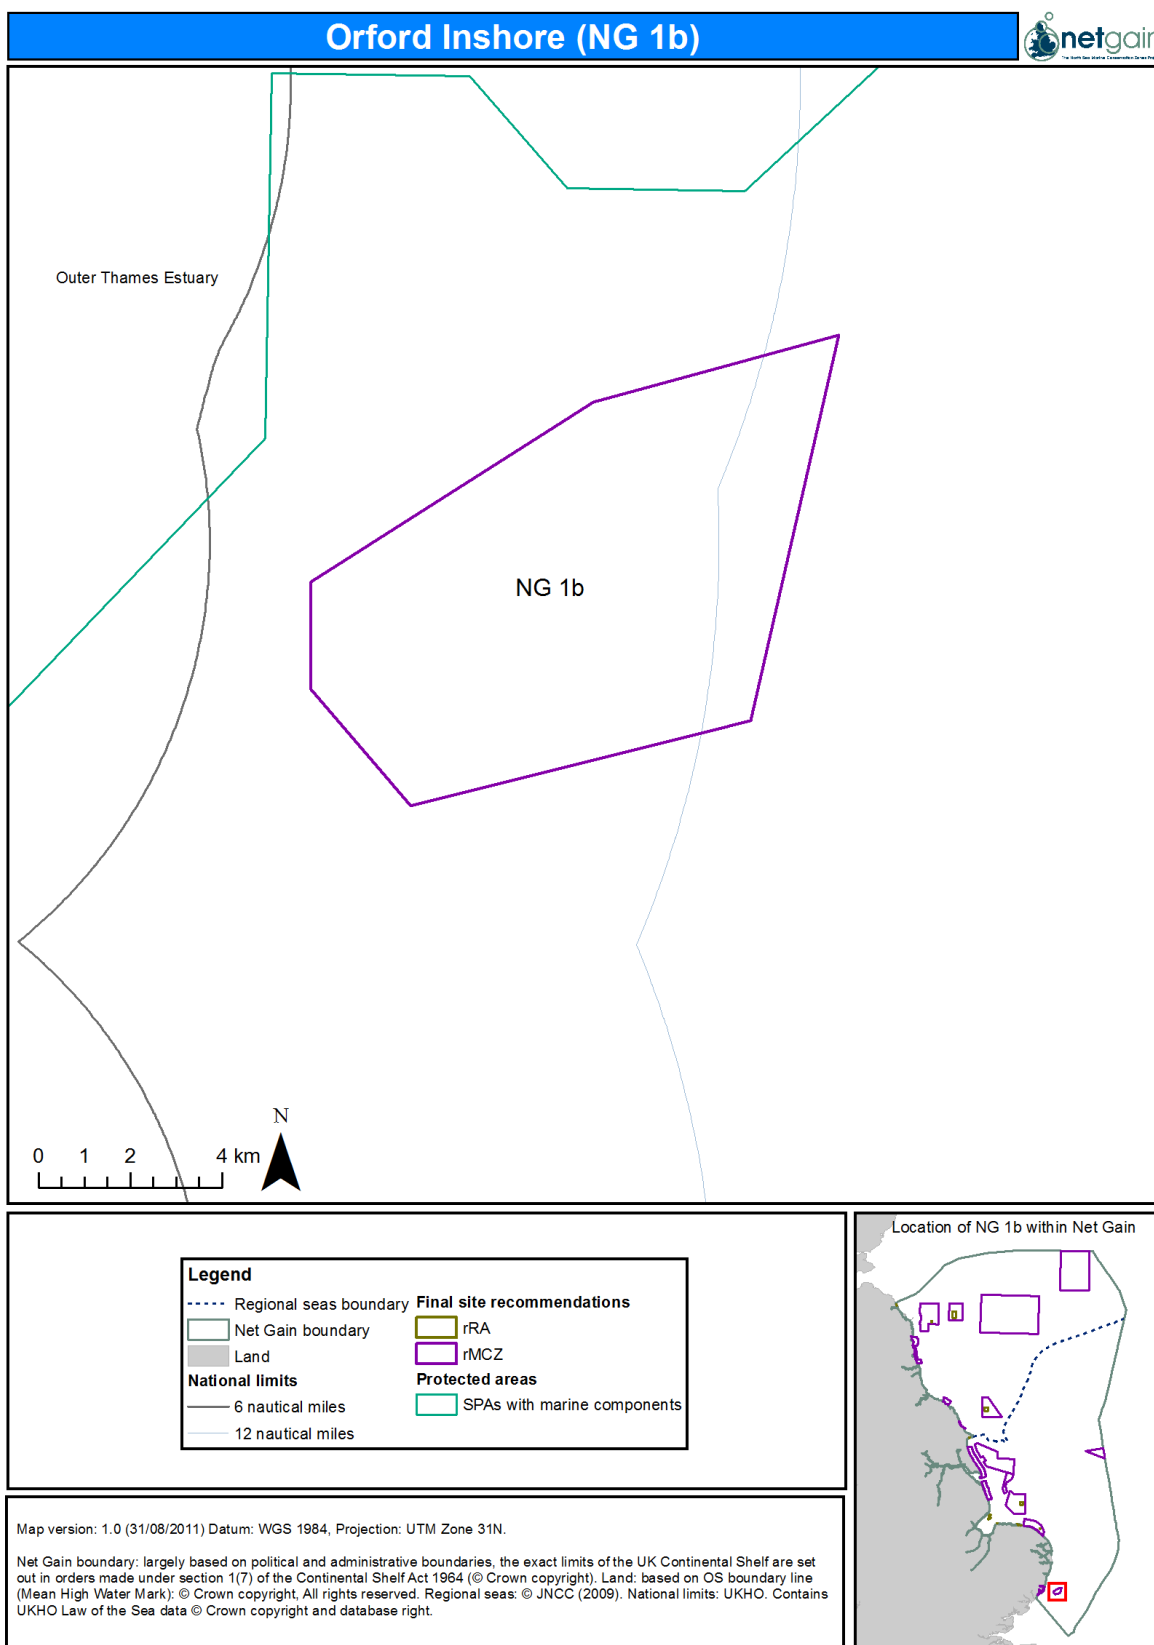 Orford Inshore (NG 1b)
netgain
Outer Thames Estuary
NG 1b
N
0 1 2 4 km
Location of NG 1b within Net Gain
Legend
Regional seas boundary
Net Gain boundary
Land
National limits
6 nautical miles
12 nautical miles
Final site recommendations
rRA
rMCZ
Protected areas
SPAs with marine components
Map version: 1.0 (31/08/2011) Datum: WGS 1984, Projection: UTM Zone 31N.
Net Gain boundary: largely based on political and administrative boundaries, the exact limits of the UK Continental Shelf are set
out in orders made under section 1(7) of the Continental Shelf Act 1964 (© Crown copyright). Land: based on OS boundary line
(Mean High Water Mark): © Crown copyright, All rights reserved. Regional seas: © JNCC (2009). National limits: UKHO. Contains
UKHO Law of the Sea data © Crown copyright and database right.